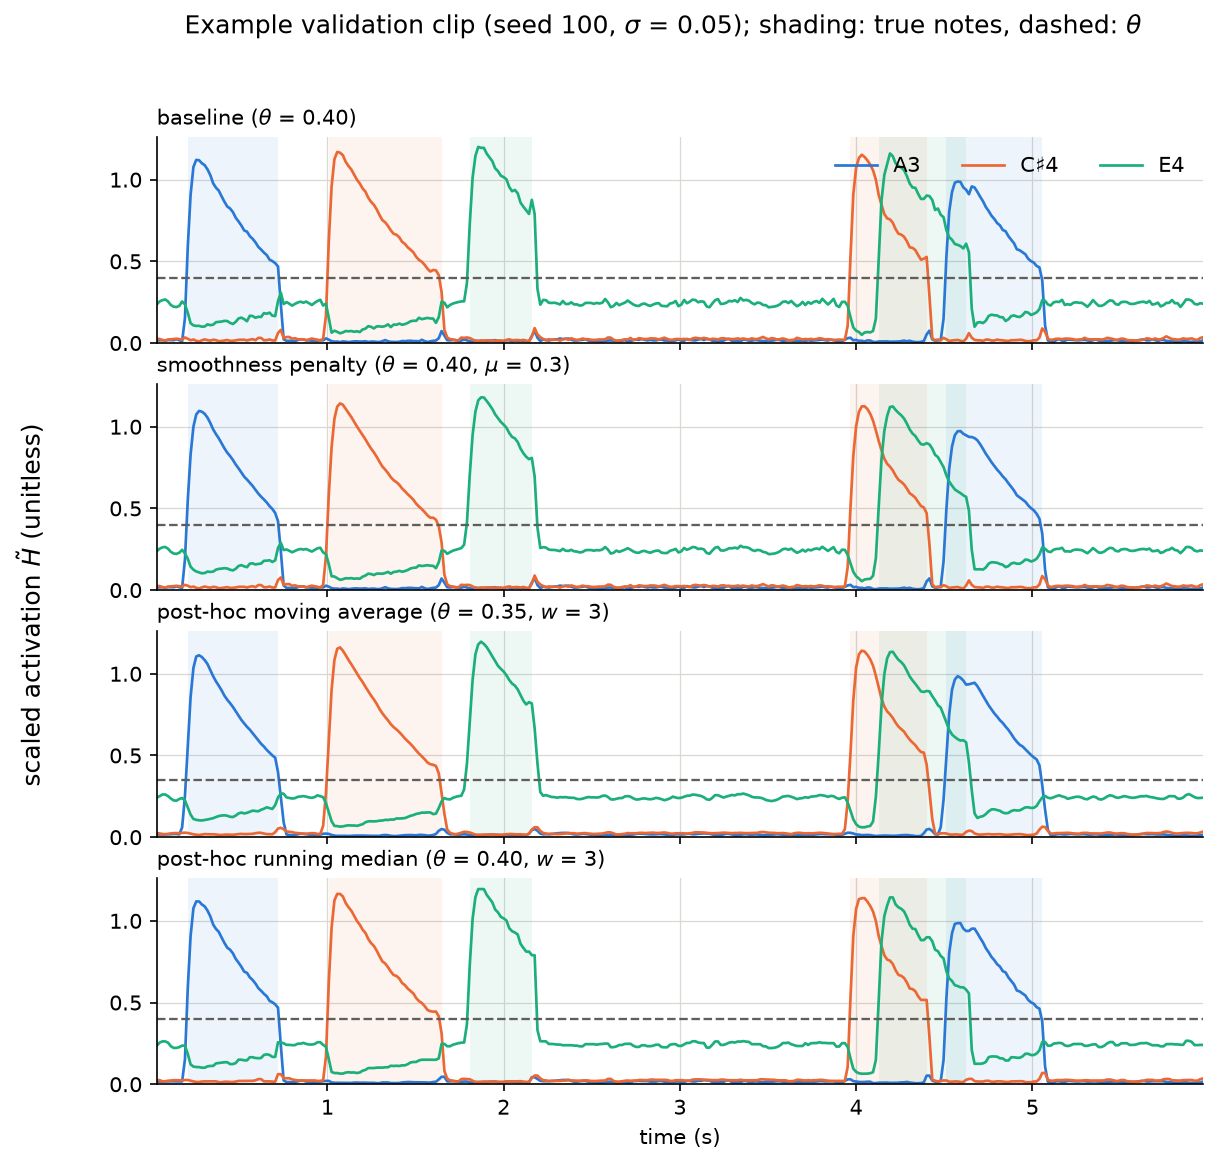 Example validation clip (seed 100, σ = 0.05); shading: true notes, dashed: θ
baseline (θ = 0.40)
A3 C♯4 E4
1.0
0.5
0.0
smoothness penalty (θ = 0.40, μ = 0.3)
1.0
0.5
0.0
post-hoc moving average (θ = 0.35, w = 3)
1.0
0.5
0.0
post-hoc running median (θ = 0.40, w = 3)
1.0
0.5
0.0
scaled activation H̃ (unitless)
1 2 3 4 5
time (s)